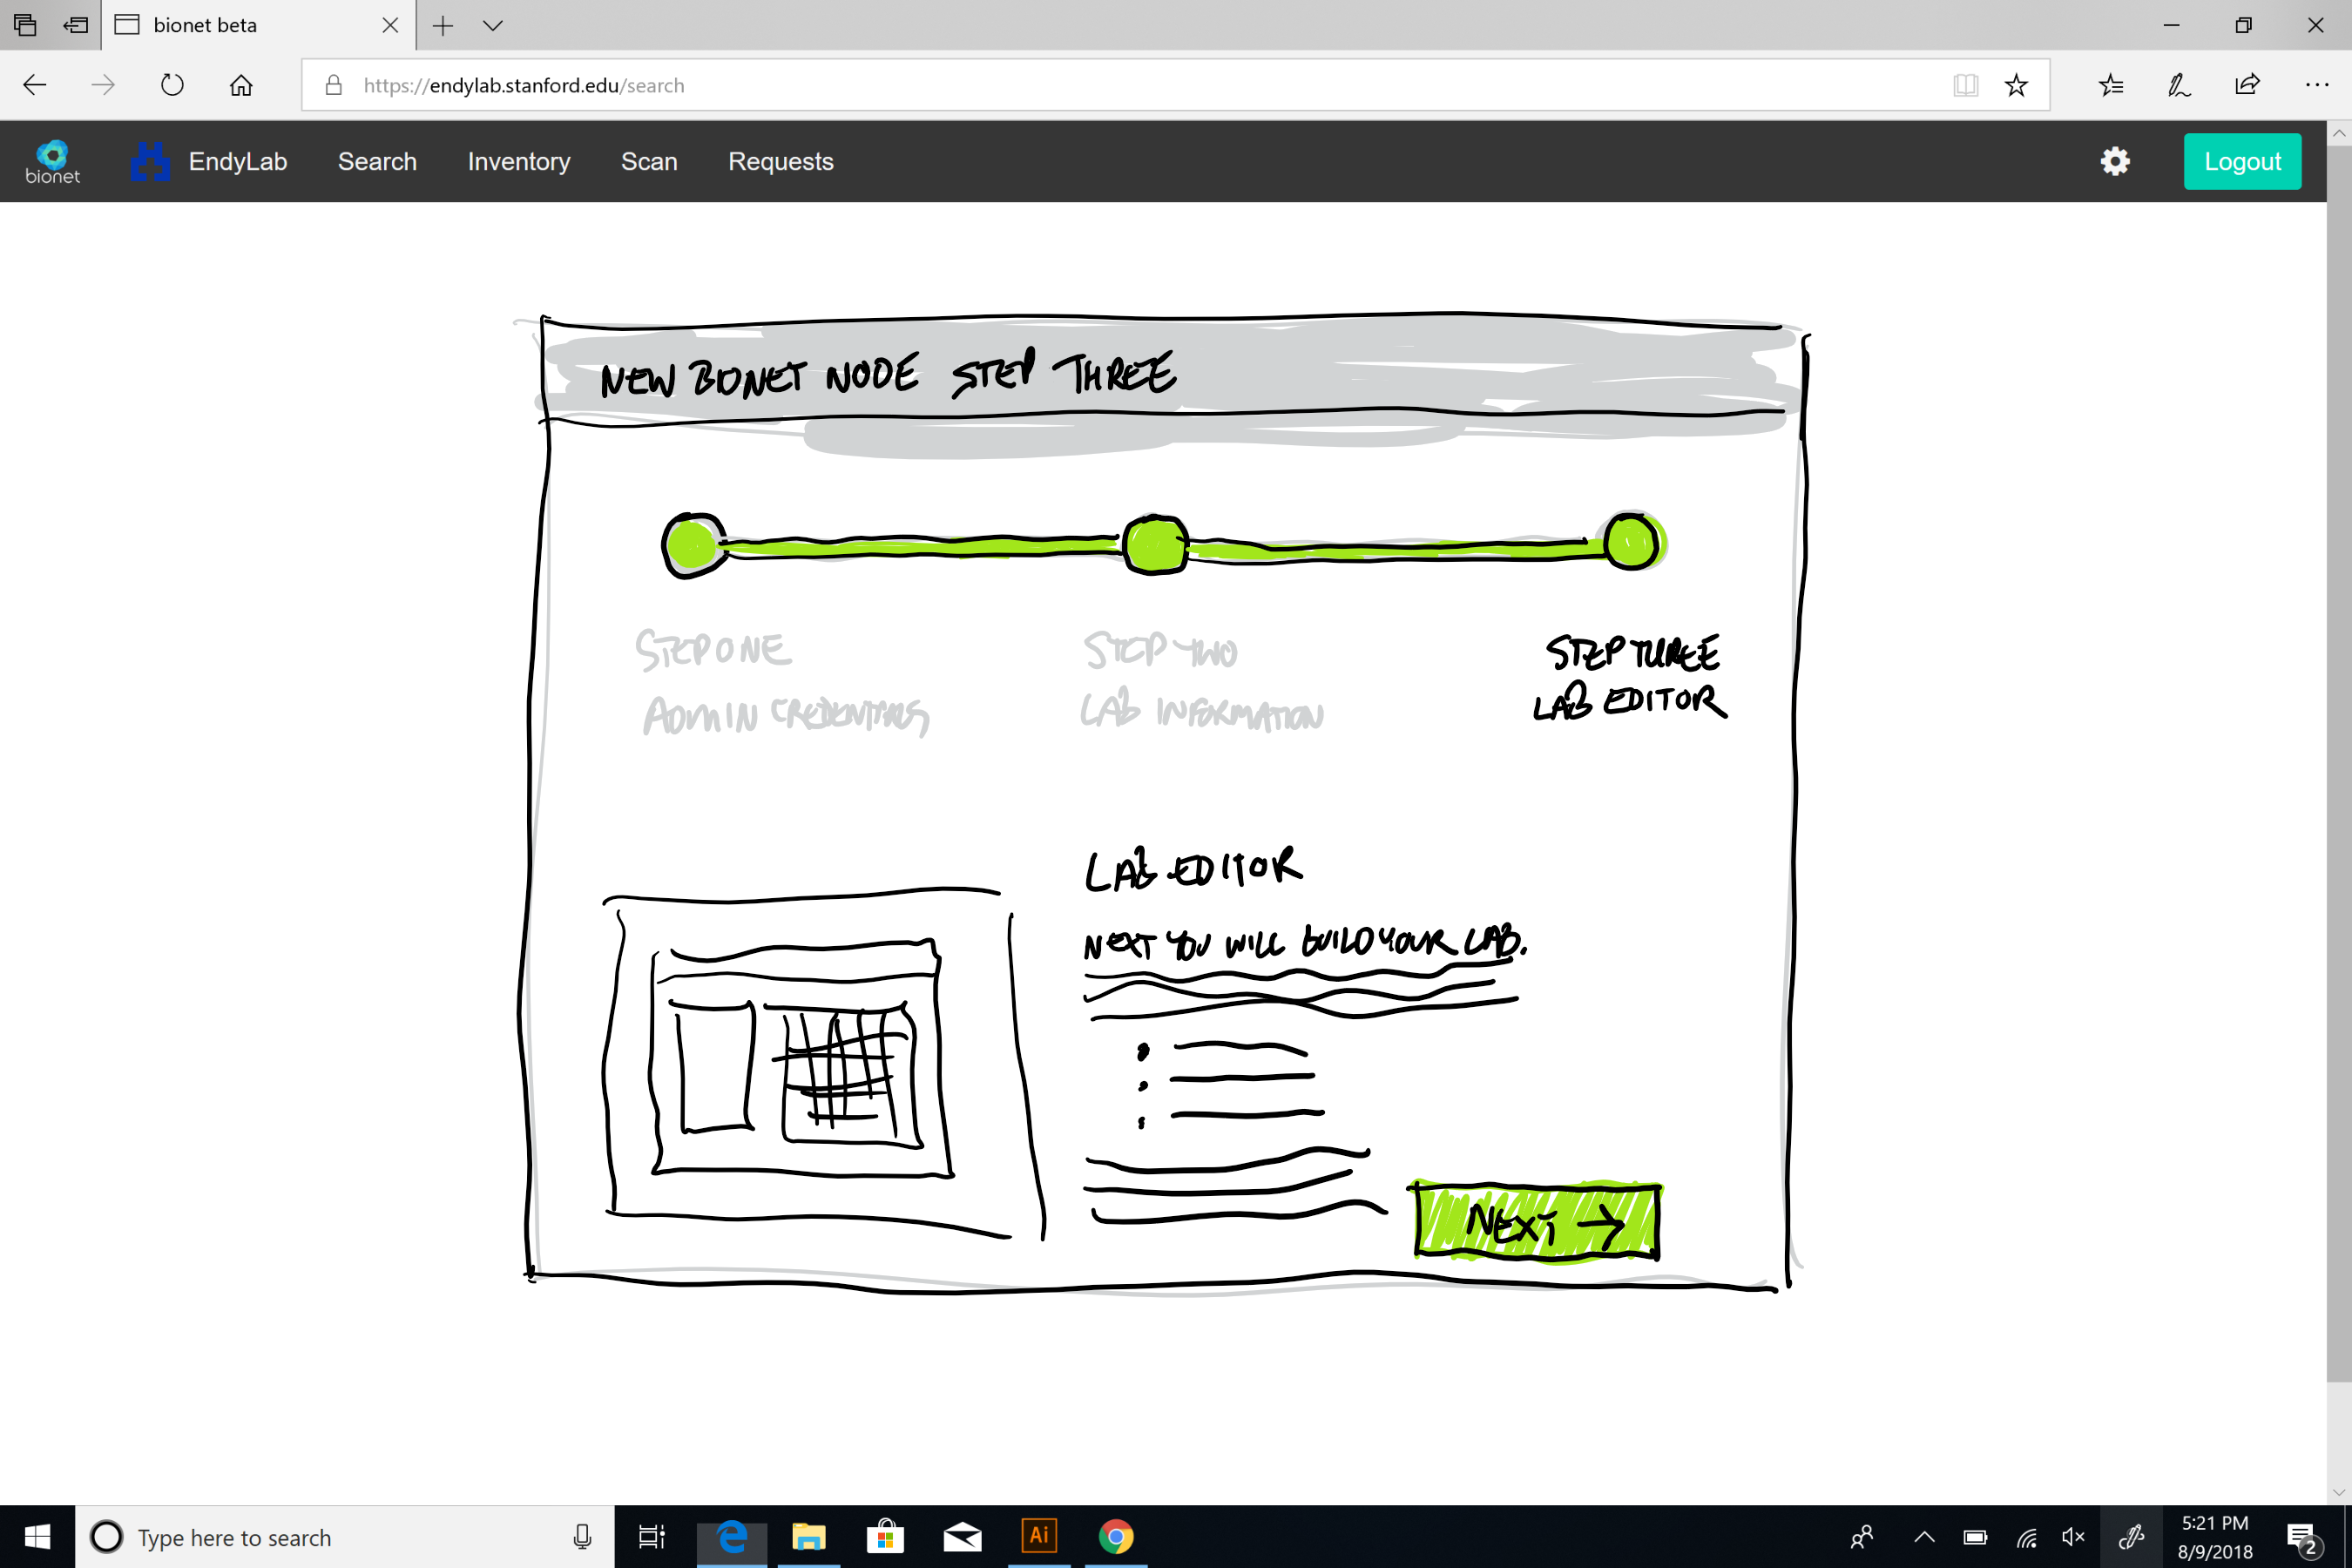 bionet beta
https://endylab.stanford.edu/search
bionet
EndyLab Search Inventory Scan Requests Logout
NEW BIONET NODE STEP THREE
STEP ONE STEP TWO STEP THREE
ADMIN CREDENTIALS LAB INFORMATION LAB EDITOR
LAB EDITOR
NEXT YOU WILL BUILD YOUR LAB.
NEXT →
Type here to search
Ai
5:21 PM
8/9/2018
2